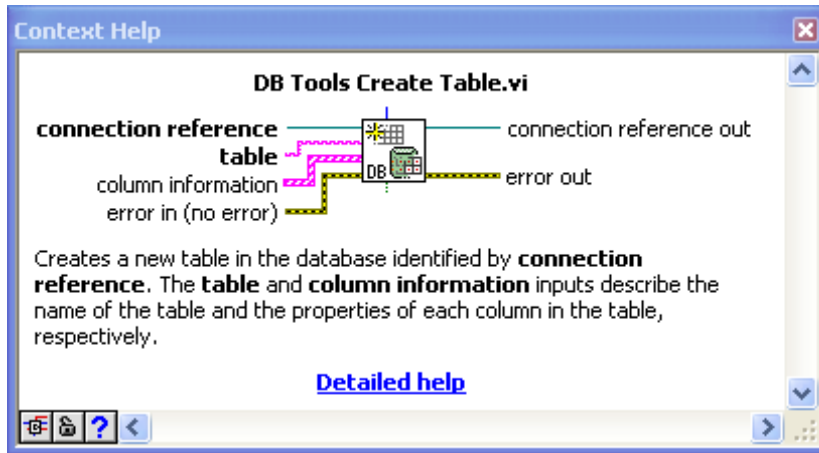 Context Help
DB Tools Create Table.vi
connection reference
table
column information
error in (no error)
DB
connection reference out
error out
Creates a new table in the database identified by connection
reference. The table and column information inputs describe the
name of the table and the properties of each column in the table,
respectively.
Detailed help
?